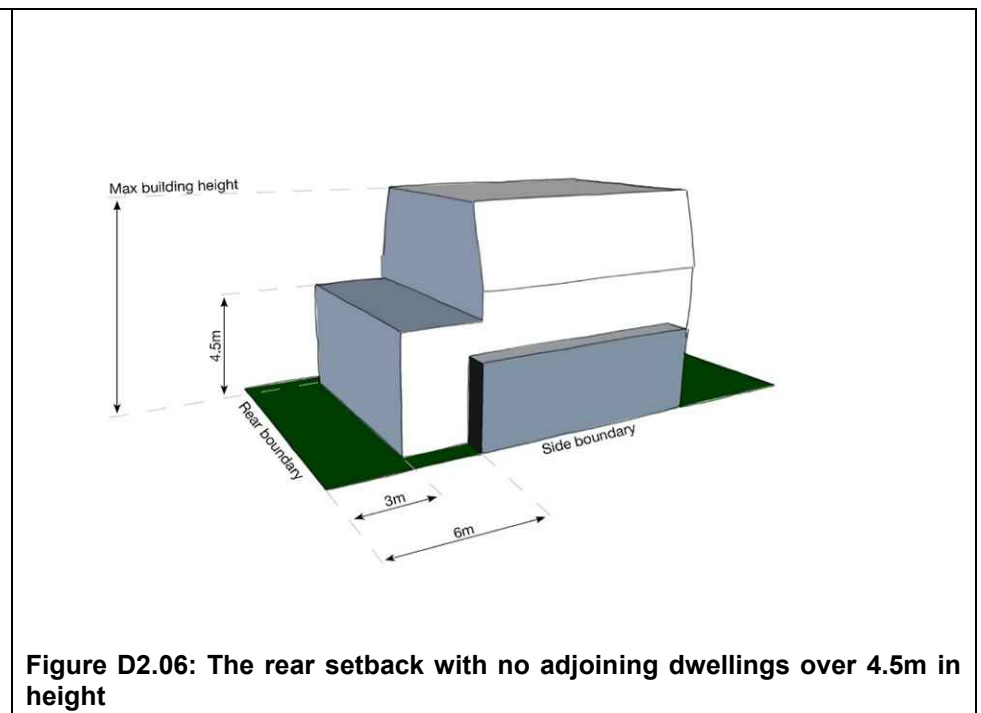 Max building height
4.5m
Rear boundary
Side boundary
3m
6m
Figure D2.06: The rear setback with no adjoining dwellings over 4.5m in
height